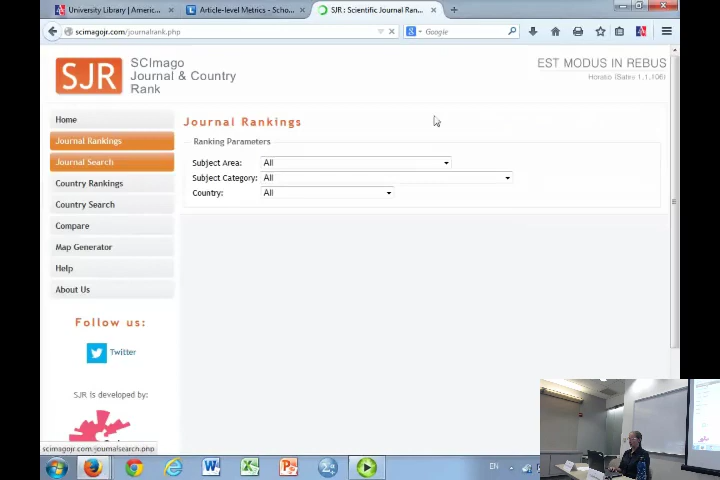 University Library | Americ...
Article-level Metrics - Scho...
SJR : Scientific Journal Ran...
scimagojr.com/journalrank.php
Google
SJR
SCImago
Journal & Country
Rank
EST MODUS IN REBUS
Horatio (Satire 1,1,106)
Home
Journal Rankings
Journal Search
Country Rankings
Country Search
Compare
Map Generator
Help
About Us
Journal Rankings
Ranking Parameters
Subject Area: All
Subject Category: All
Country: All
Follow us:
Twitter
SJR is developed by:
scimagojr.com/journalsearch.php
EN